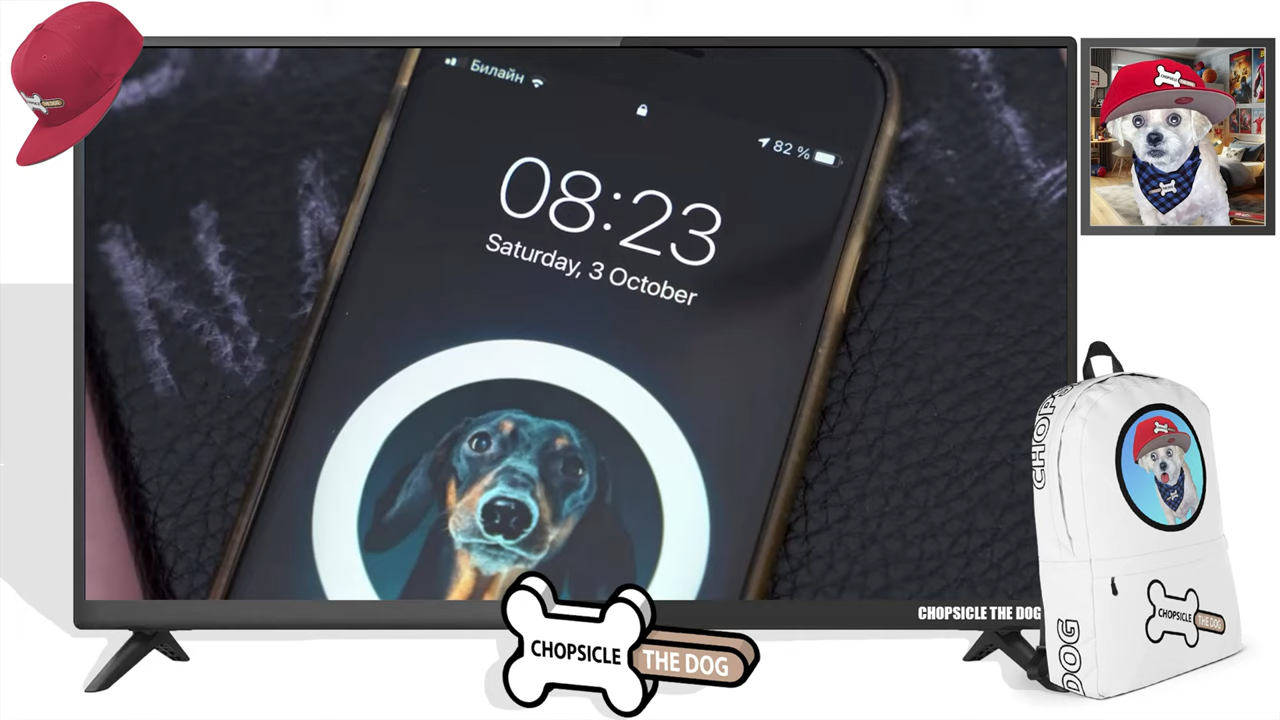 Билайн
82 %
08:23
Saturday, 3 October
CHOPSICLE THE DOG
CHOPSICLE THE DOG
CHOPSICLE THE DOG
CHOPS
DOG